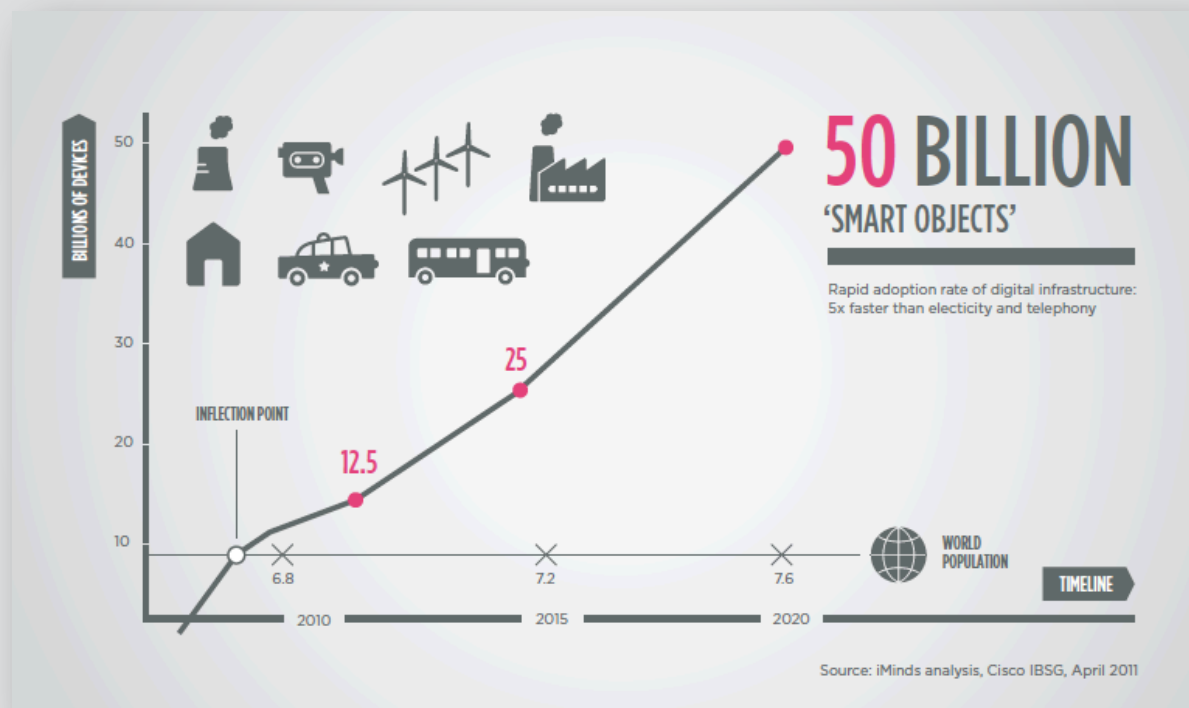 BILLIONS OF DEVICES
50
40
30
20
10
INFLECTION POINT
12.5
25
50 BILLION
‘SMART OBJECTS’
Rapid adoption rate of digital infrastructure:
5x faster than electicity and telephony
6.8
7.2
7.6
WORLD
POPULATION
TIMELINE
2010
2015
2020
Source: iMinds analysis, Cisco IBSG, April 2011